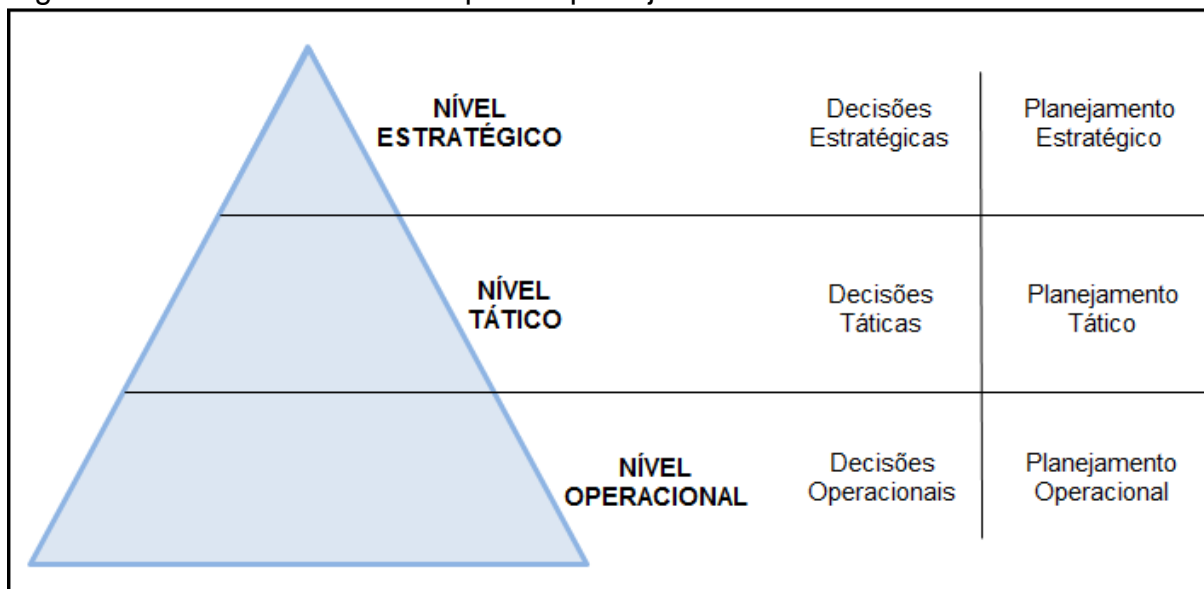 NÍVEL
ESTRATÉGICO
Decisões
Estratégicas
Planejamento
Estratégico
NÍVEL
TÁTICO
Decisões
Táticas
Planejamento
Tático
NÍVEL
OPERACIONAL
Decisões
Operacionais
Planejamento
Operacional